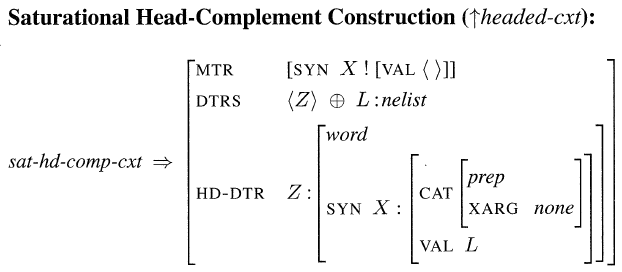 Saturational Head-Complement Construction (↑headed-cxt):
MTR [SYN X ! [VAL ⟨ ⟩]]
DTRS ⟨Z⟩ ⊕ L : nelist
word
sat-hd-comp-cxt ⇒
prep
HD-DTR Z : SYN X : CAT
XARG none
VAL L